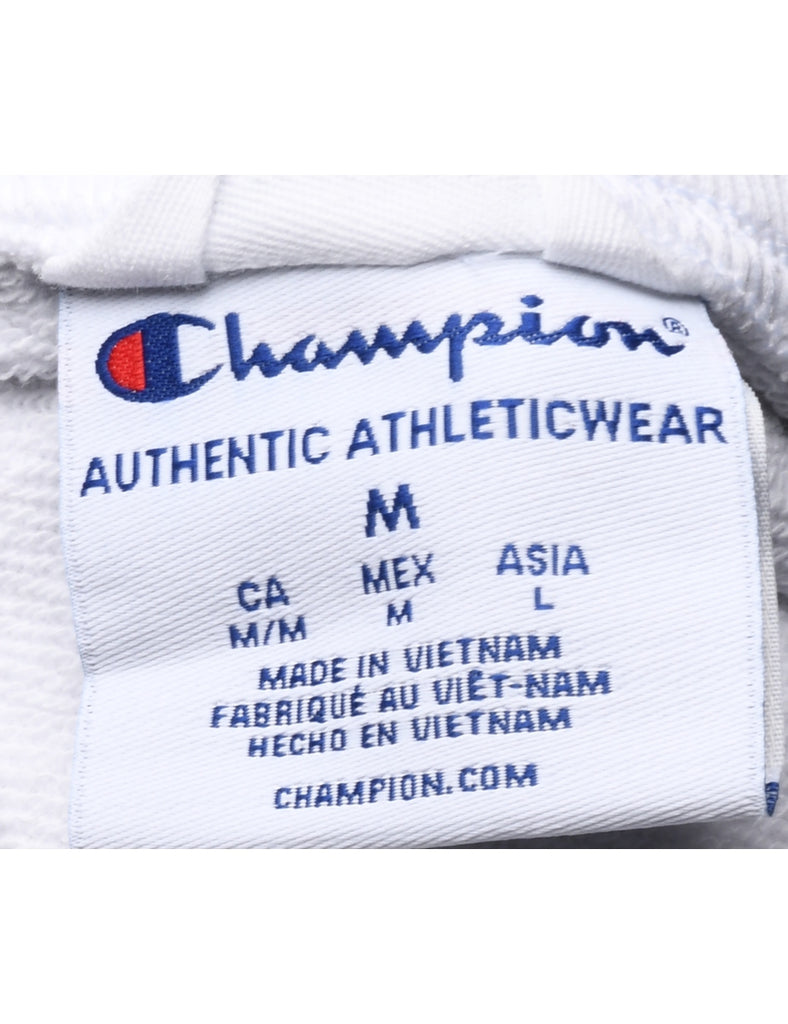 Champion®
AUTHENTIC ATHLETICWEAR
M
CA MEX ASIA
M/M M L
MADE IN VIETNAM
FABRIQUÉ AU VIÊT-NAM
HECHO EN VIETNAM
CHAMPION.COM